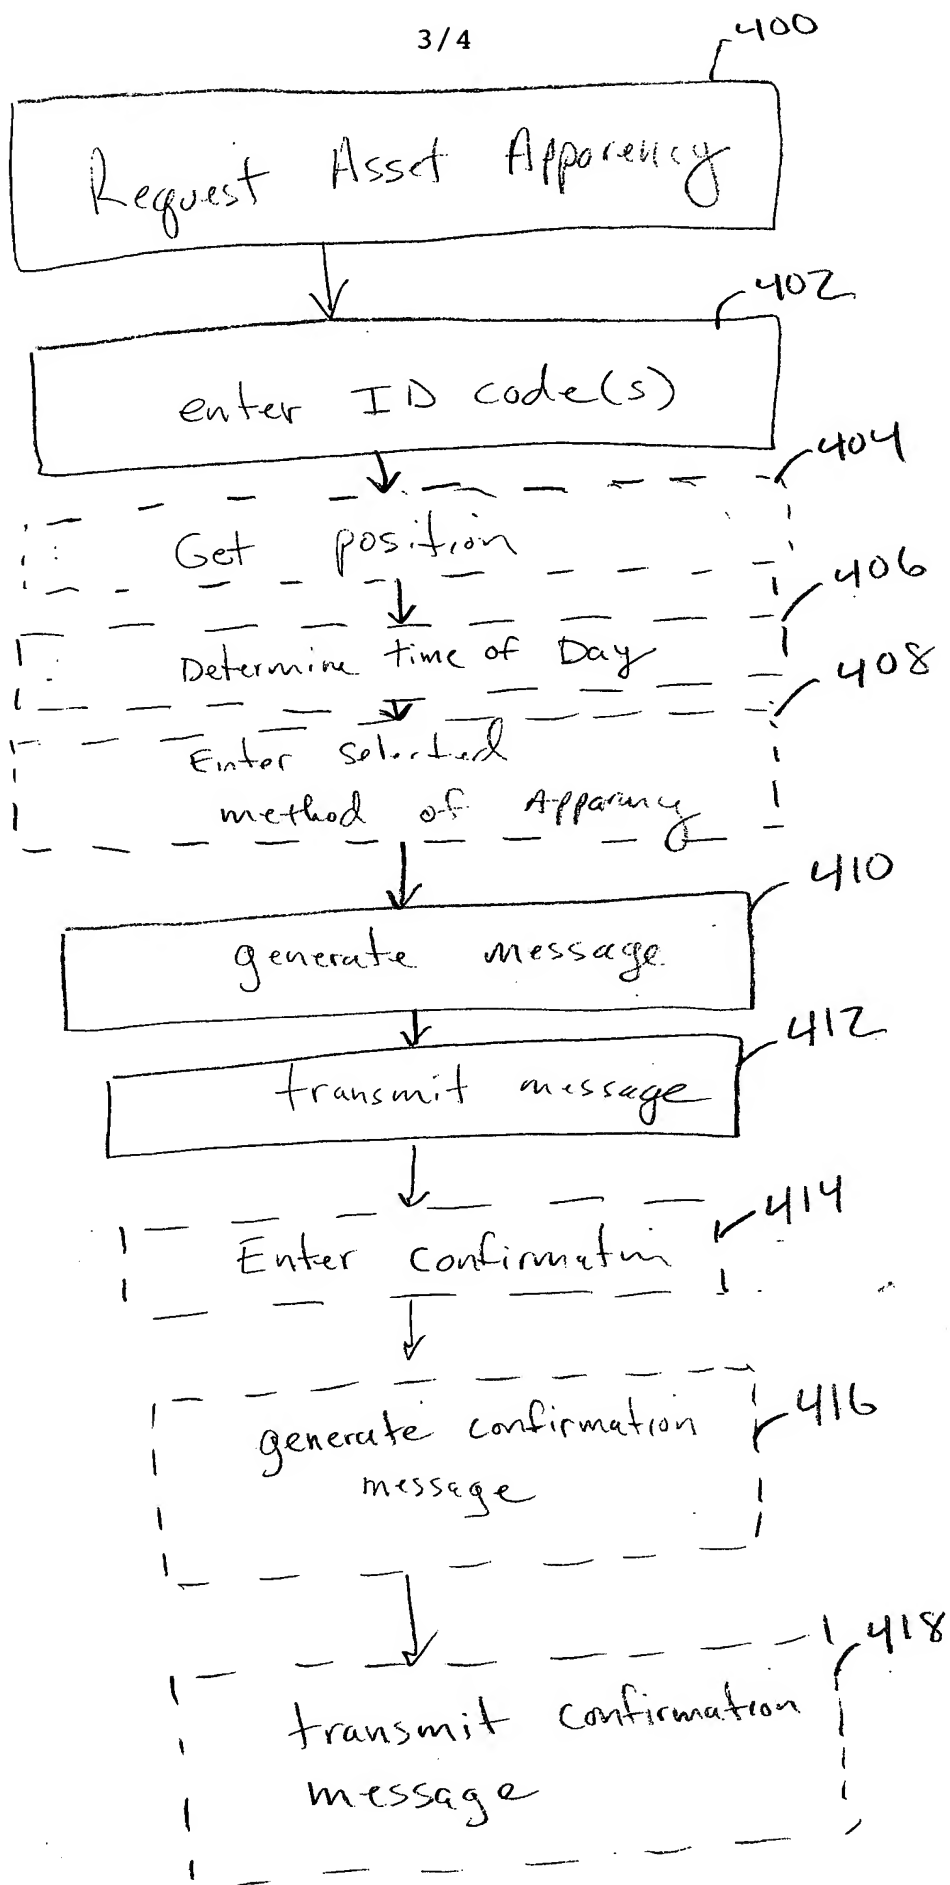 3/4
400
Request Asset Apparency
402
enter ID code(s)
404
Get position
406
Determine time of Day
408
Enter selected
method of Apparency
410
generate message
412
transmit message
414
Enter confirmation
416
generate confirmation
message
418
transmit confirmation
message